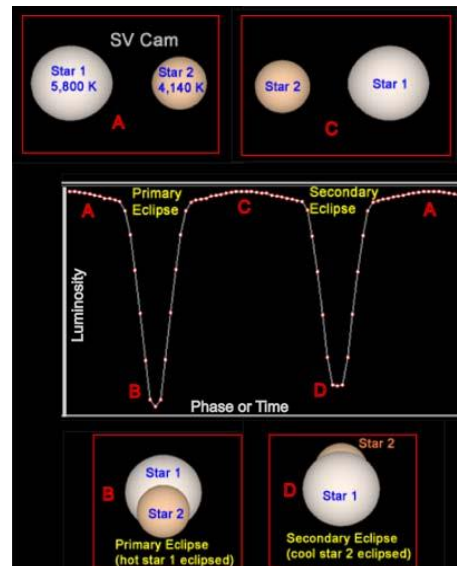 SV Cam
Star 1
5,800 K
Star 2
4,140 K
A
Star 2
Star 1
C
Primary
Eclipse
Secondary
Eclipse
A
C
A
Luminosity
B
D
Phase or Time
Star 1
B
Star 2
Primary Eclipse
(hot star 1 eclipsed)
Star 2
D
Star 1
Secondary Eclipse
(cool star 2 eclipsed)